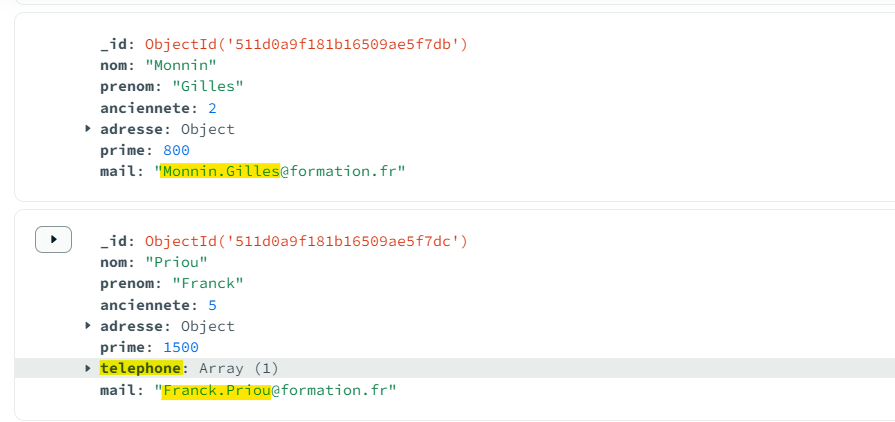 _id: ObjectId('511d0a9f181b16509ae5f7db')
nom: "Monnin"
prenom: "Gilles"
anciennete: 2
adresse: Object
prime: 800
mail: "Monnin.Gilles@formation.fr"
_id: ObjectId('511d0a9f181b16509ae5f7dc')
nom: "Priou"
prenom: "Franck"
anciennete: 5
adresse: Object
prime: 1500
telephone: Array (1)
mail: "Franck.Priou@formation.fr"